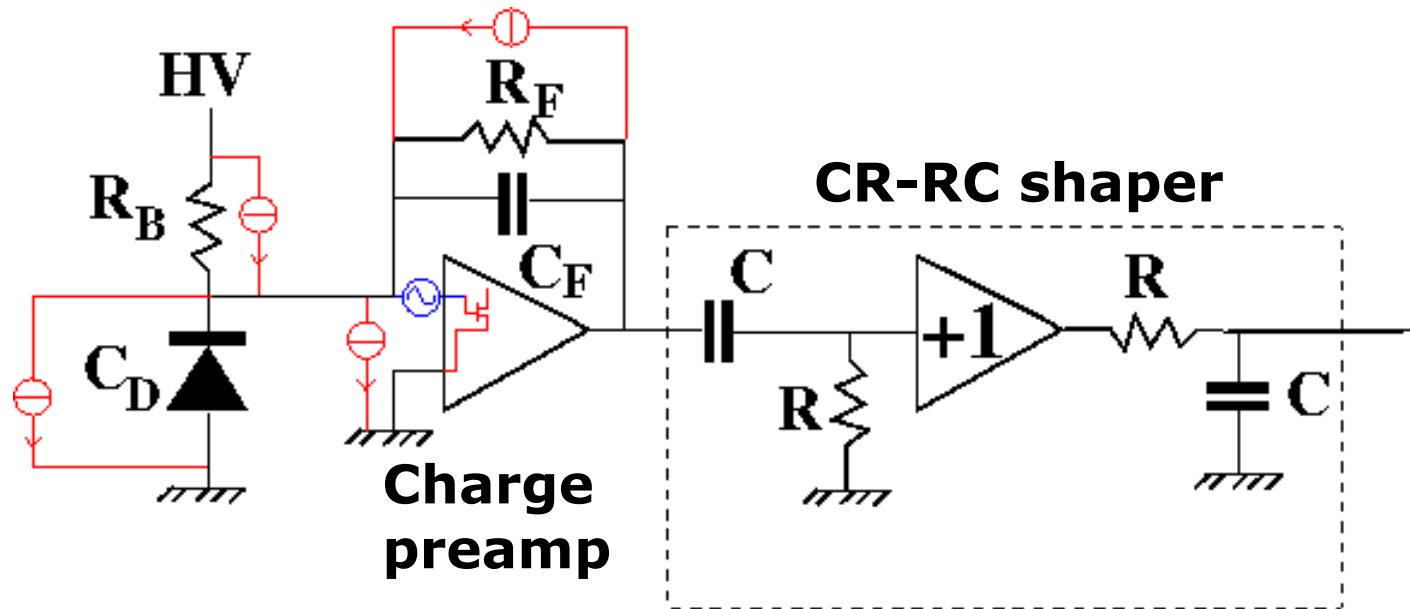 HV
R_F
R_B
CR-RC shaper
C_F
C
R
+1
C_D
R
C
Charge
preamp